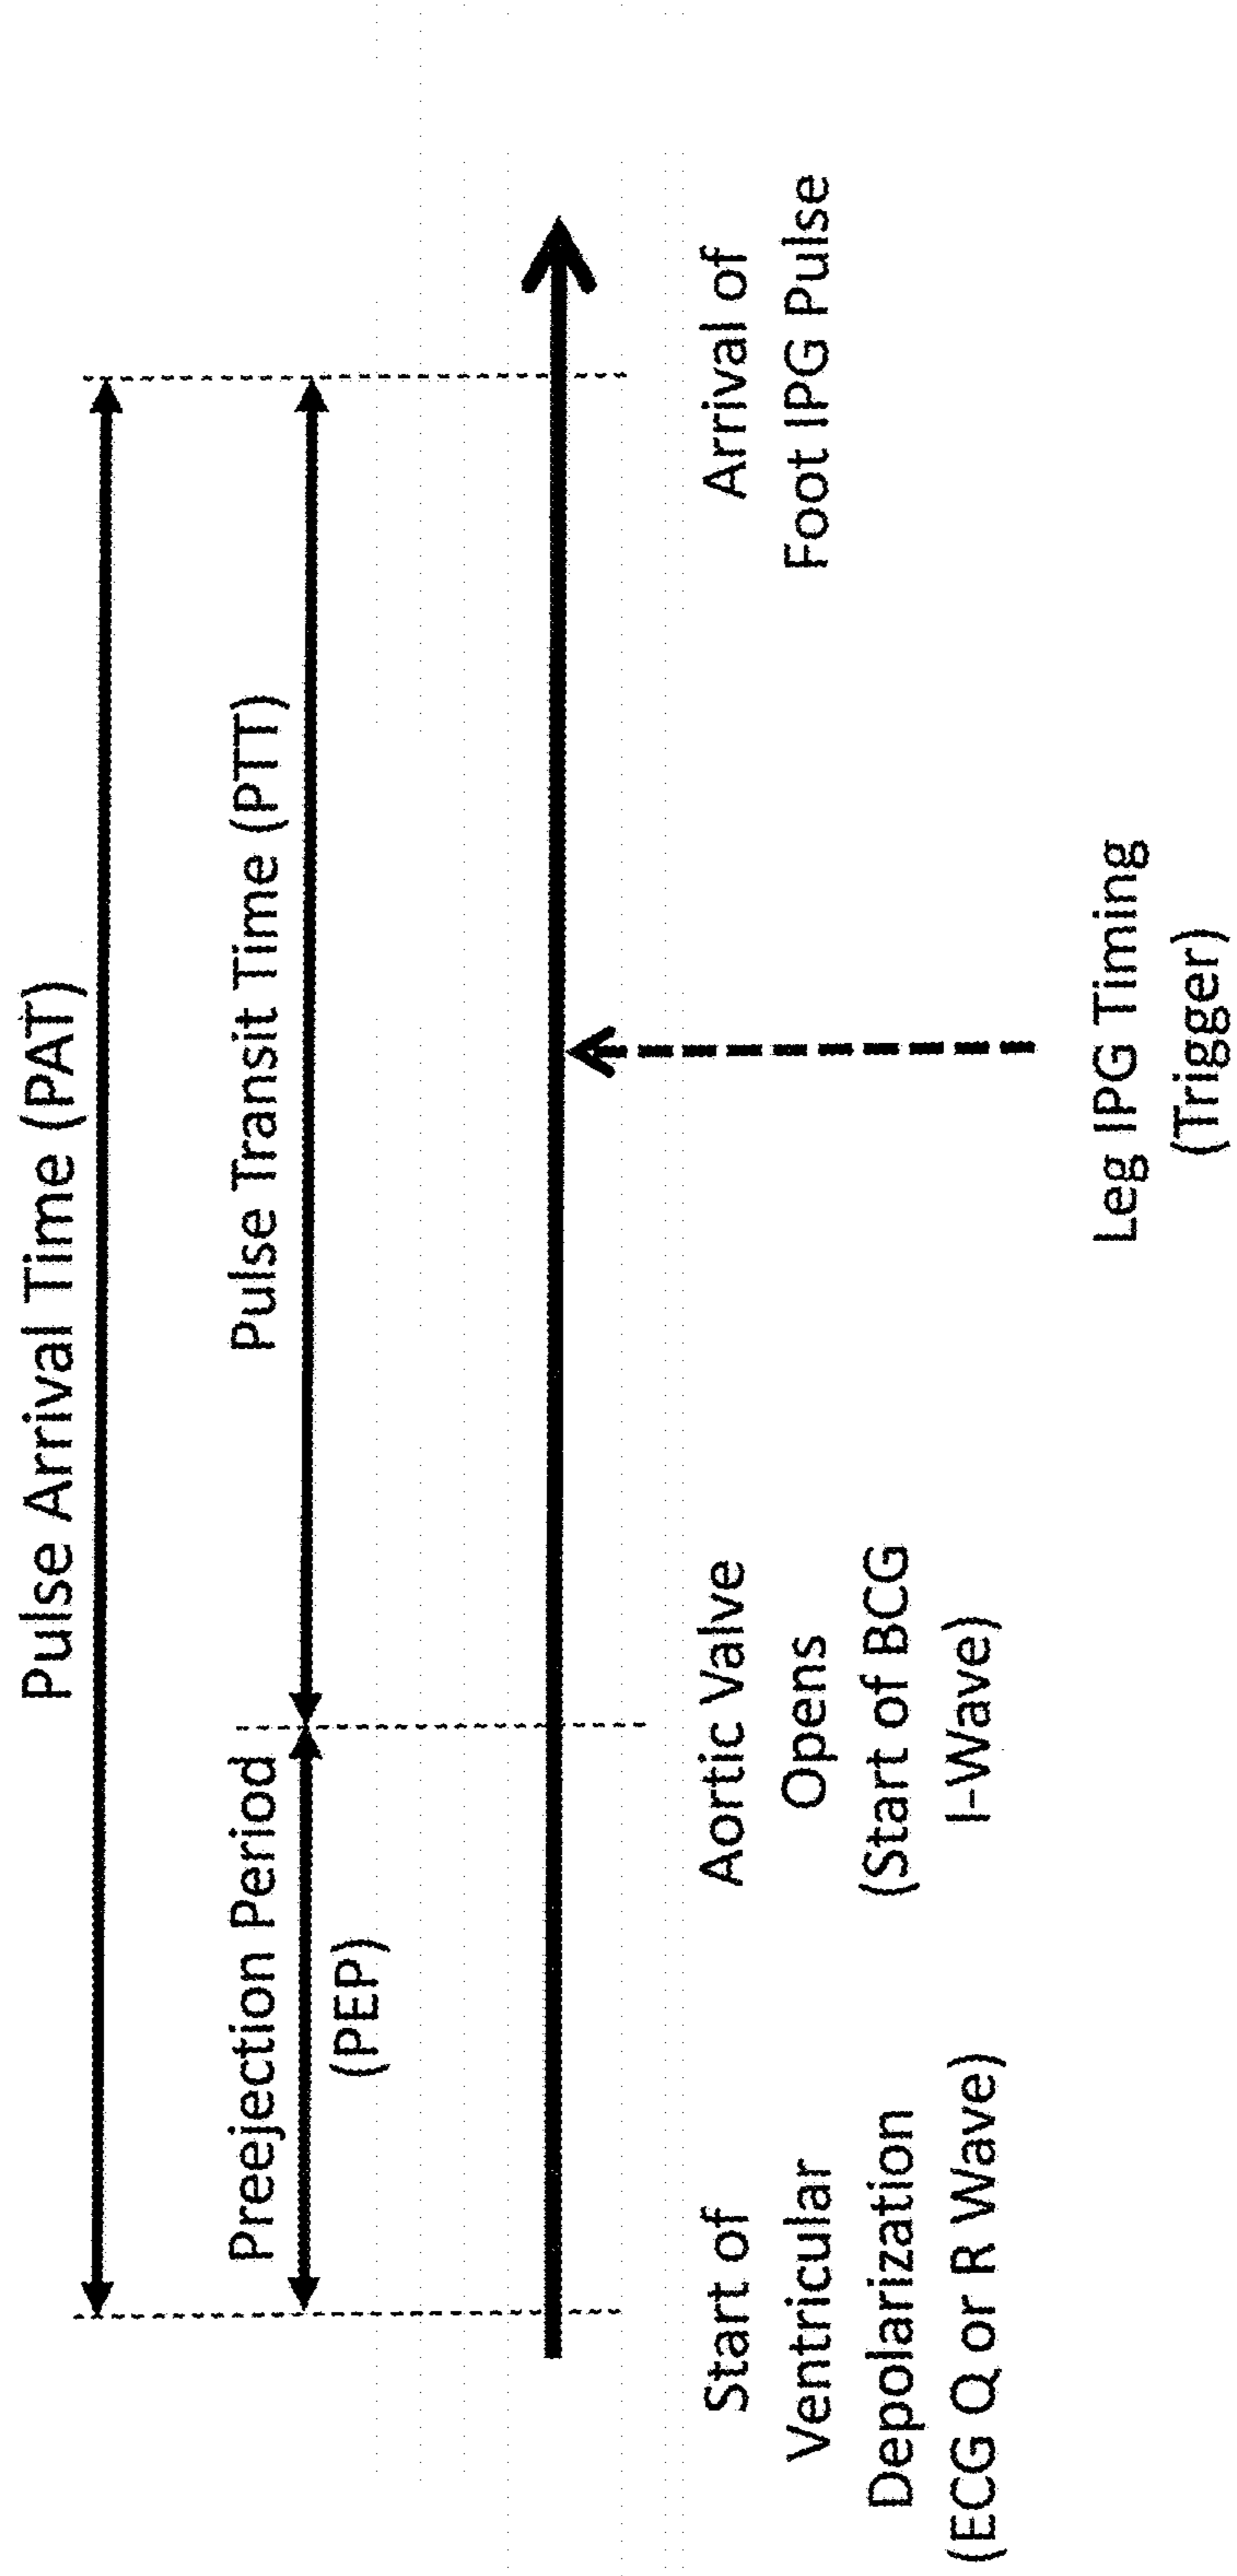 Pulse Arrival Time (PAT)
Preejection Period
(PEP)
Pulse Transit Time (PTT)
Start of
Ventricular
Depolarization
(ECG Q or R Wave)
Aortic Valve
Opens
(Start of BCG
I-Wave)
Arrival of
Foot IPG Pulse
Leg IPG Timing
(Trigger)